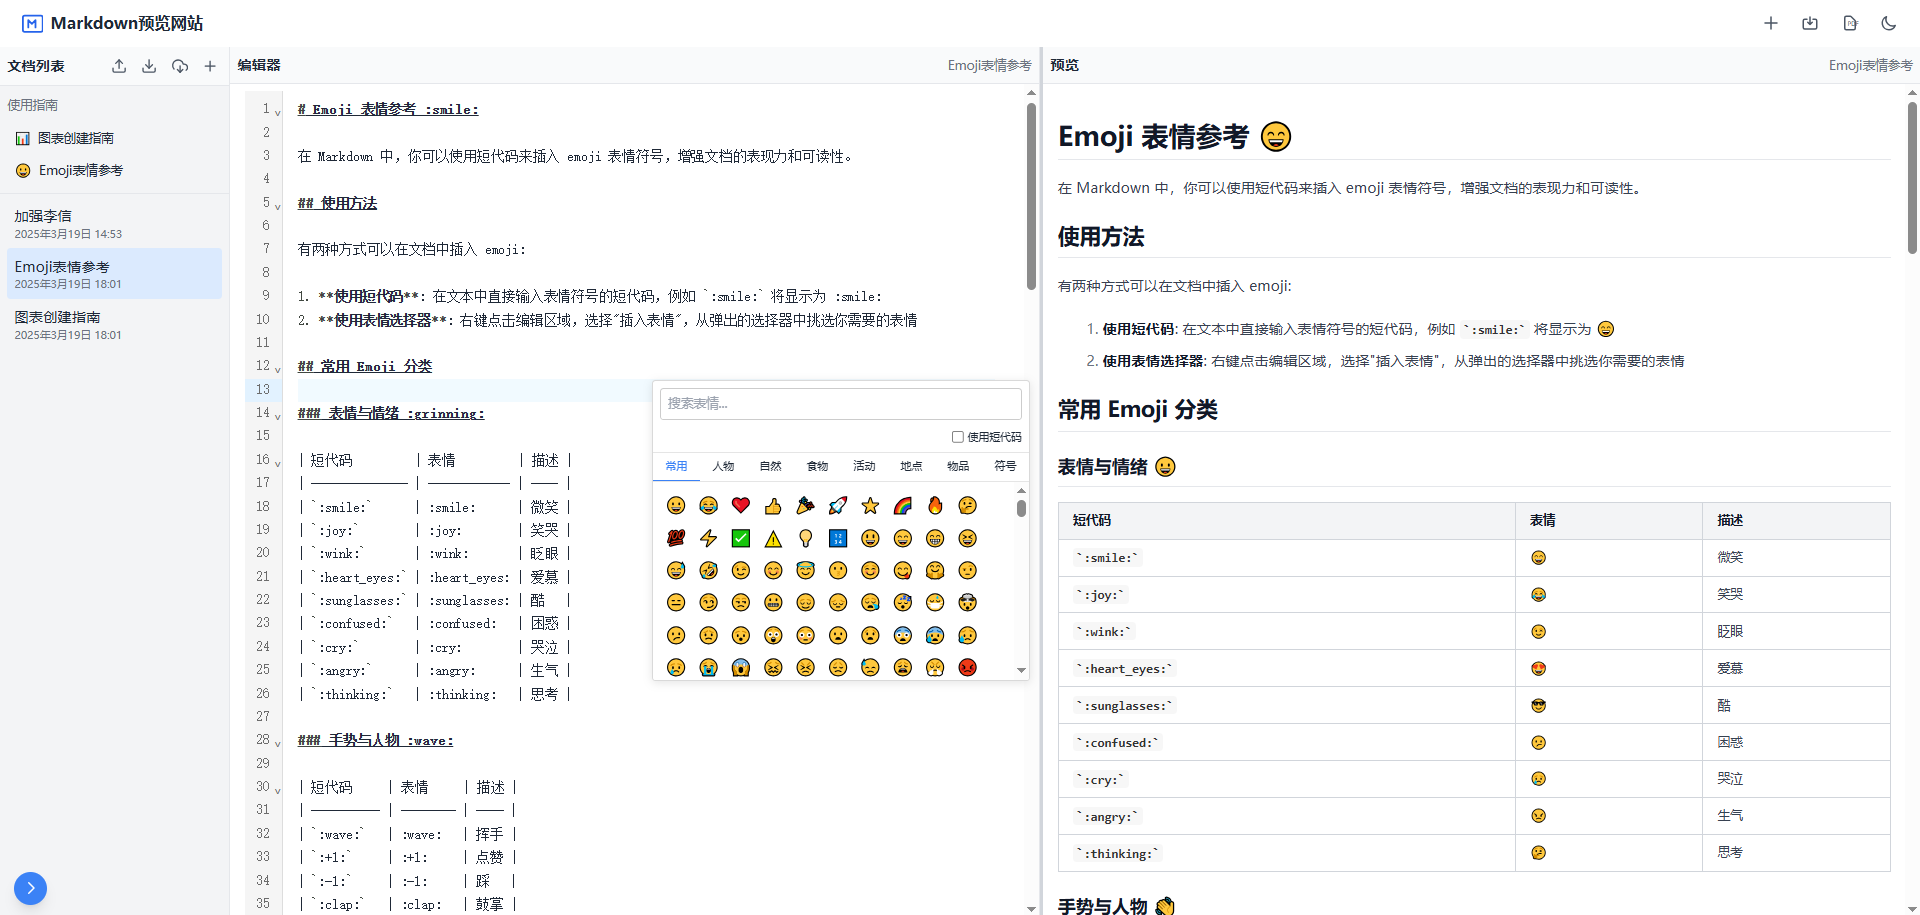 Markdown预览网站
文档列表
使用指南
图表创建指南
Emoji表情参考
加强李信
2025年3月19日 14:53
Emoji表情参考
2025年3月19日 18:01
图表创建指南
2025年3月19日 18:01
编辑器
Emoji表情参考
1 # Emoji 表情参考 :smile:
2
3 在 Markdown 中，你可以使用短代码来插入 emoji 表情符号，增强文档的表现力和可读性。
4
5 ## 使用方法
6
7 有两种方式可以在文档中插入 emoji:
8
9 1. **使用短代码**: 在文本中直接输入表情符号的短代码，例如 `:smile:` 将显示为 :smile:
10 2. **使用表情选择器**: 右键点击编辑区域，选择"插入表情"，从弹出的选择器中挑选你需要的表情
11
12 ## 常用 Emoji 分类
13
14 ### 表情与情绪 :grinning:
15
16 | 短代码 | 表情 | 描述 |
17 | -------------- | ------------ | ---- |
18 | `:smile:` | :smile: | 微笑 |
19 | `:joy:` | :joy: | 笑哭 |
20 | `:wink:` | :wink: | 眨眼 |
21 | `:heart_eyes:` | :heart_eyes: | 爱慕 |
22 | `:sunglasses:` | :sunglasses: | 酷 |
23 | `:confused:` | :confused: | 困惑 |
24 | `:cry:` | :cry: | 哭泣 |
25 | `:angry:` | :angry: | 生气 |
26 | `:thinking:` | :thinking: | 思考 |
27
28 ### 手势与人物 :wave:
29
30 | 短代码 | 表情 | 描述 |
31 | ---------- | -------- | ---- |
32 | `:wave:` | :wave: | 挥手 |
33 | `:+1:` | :+1: | 点赞 |
34 | `:-1:` | :-1: | 踩 |
35 | `:clap:` | :clap: | 鼓掌 |
搜索表情...
使用短代码
常用 人物 自然 食物 活动 地点 物品 符号
预览
Emoji表情参考
Emoji 表情参考 😄
在 Markdown 中，你可以使用短代码来插入 emoji 表情符号，增强文档的表现力和可读性。
使用方法
有两种方式可以在文档中插入 emoji:
1. 使用短代码: 在文本中直接输入表情符号的短代码，例如 `:smile:` 将显示为 😄
2. 使用表情选择器: 右键点击编辑区域，选择"插入表情"，从弹出的选择器中挑选你需要的表情
常用 Emoji 分类
表情与情绪 😀
短代码 表情 描述
`:smile:` 😄 微笑
`:joy:` 😂 笑哭
`:wink:` 😉 眨眼
`:heart_eyes:` 😍 爱慕
`:sunglasses:` 😎 酷
`:confused:` 😕 困惑
`:cry:` 😢 哭泣
`:angry:` 😠 生气
`:thinking:` 🤔 思考
手势与人物 👋